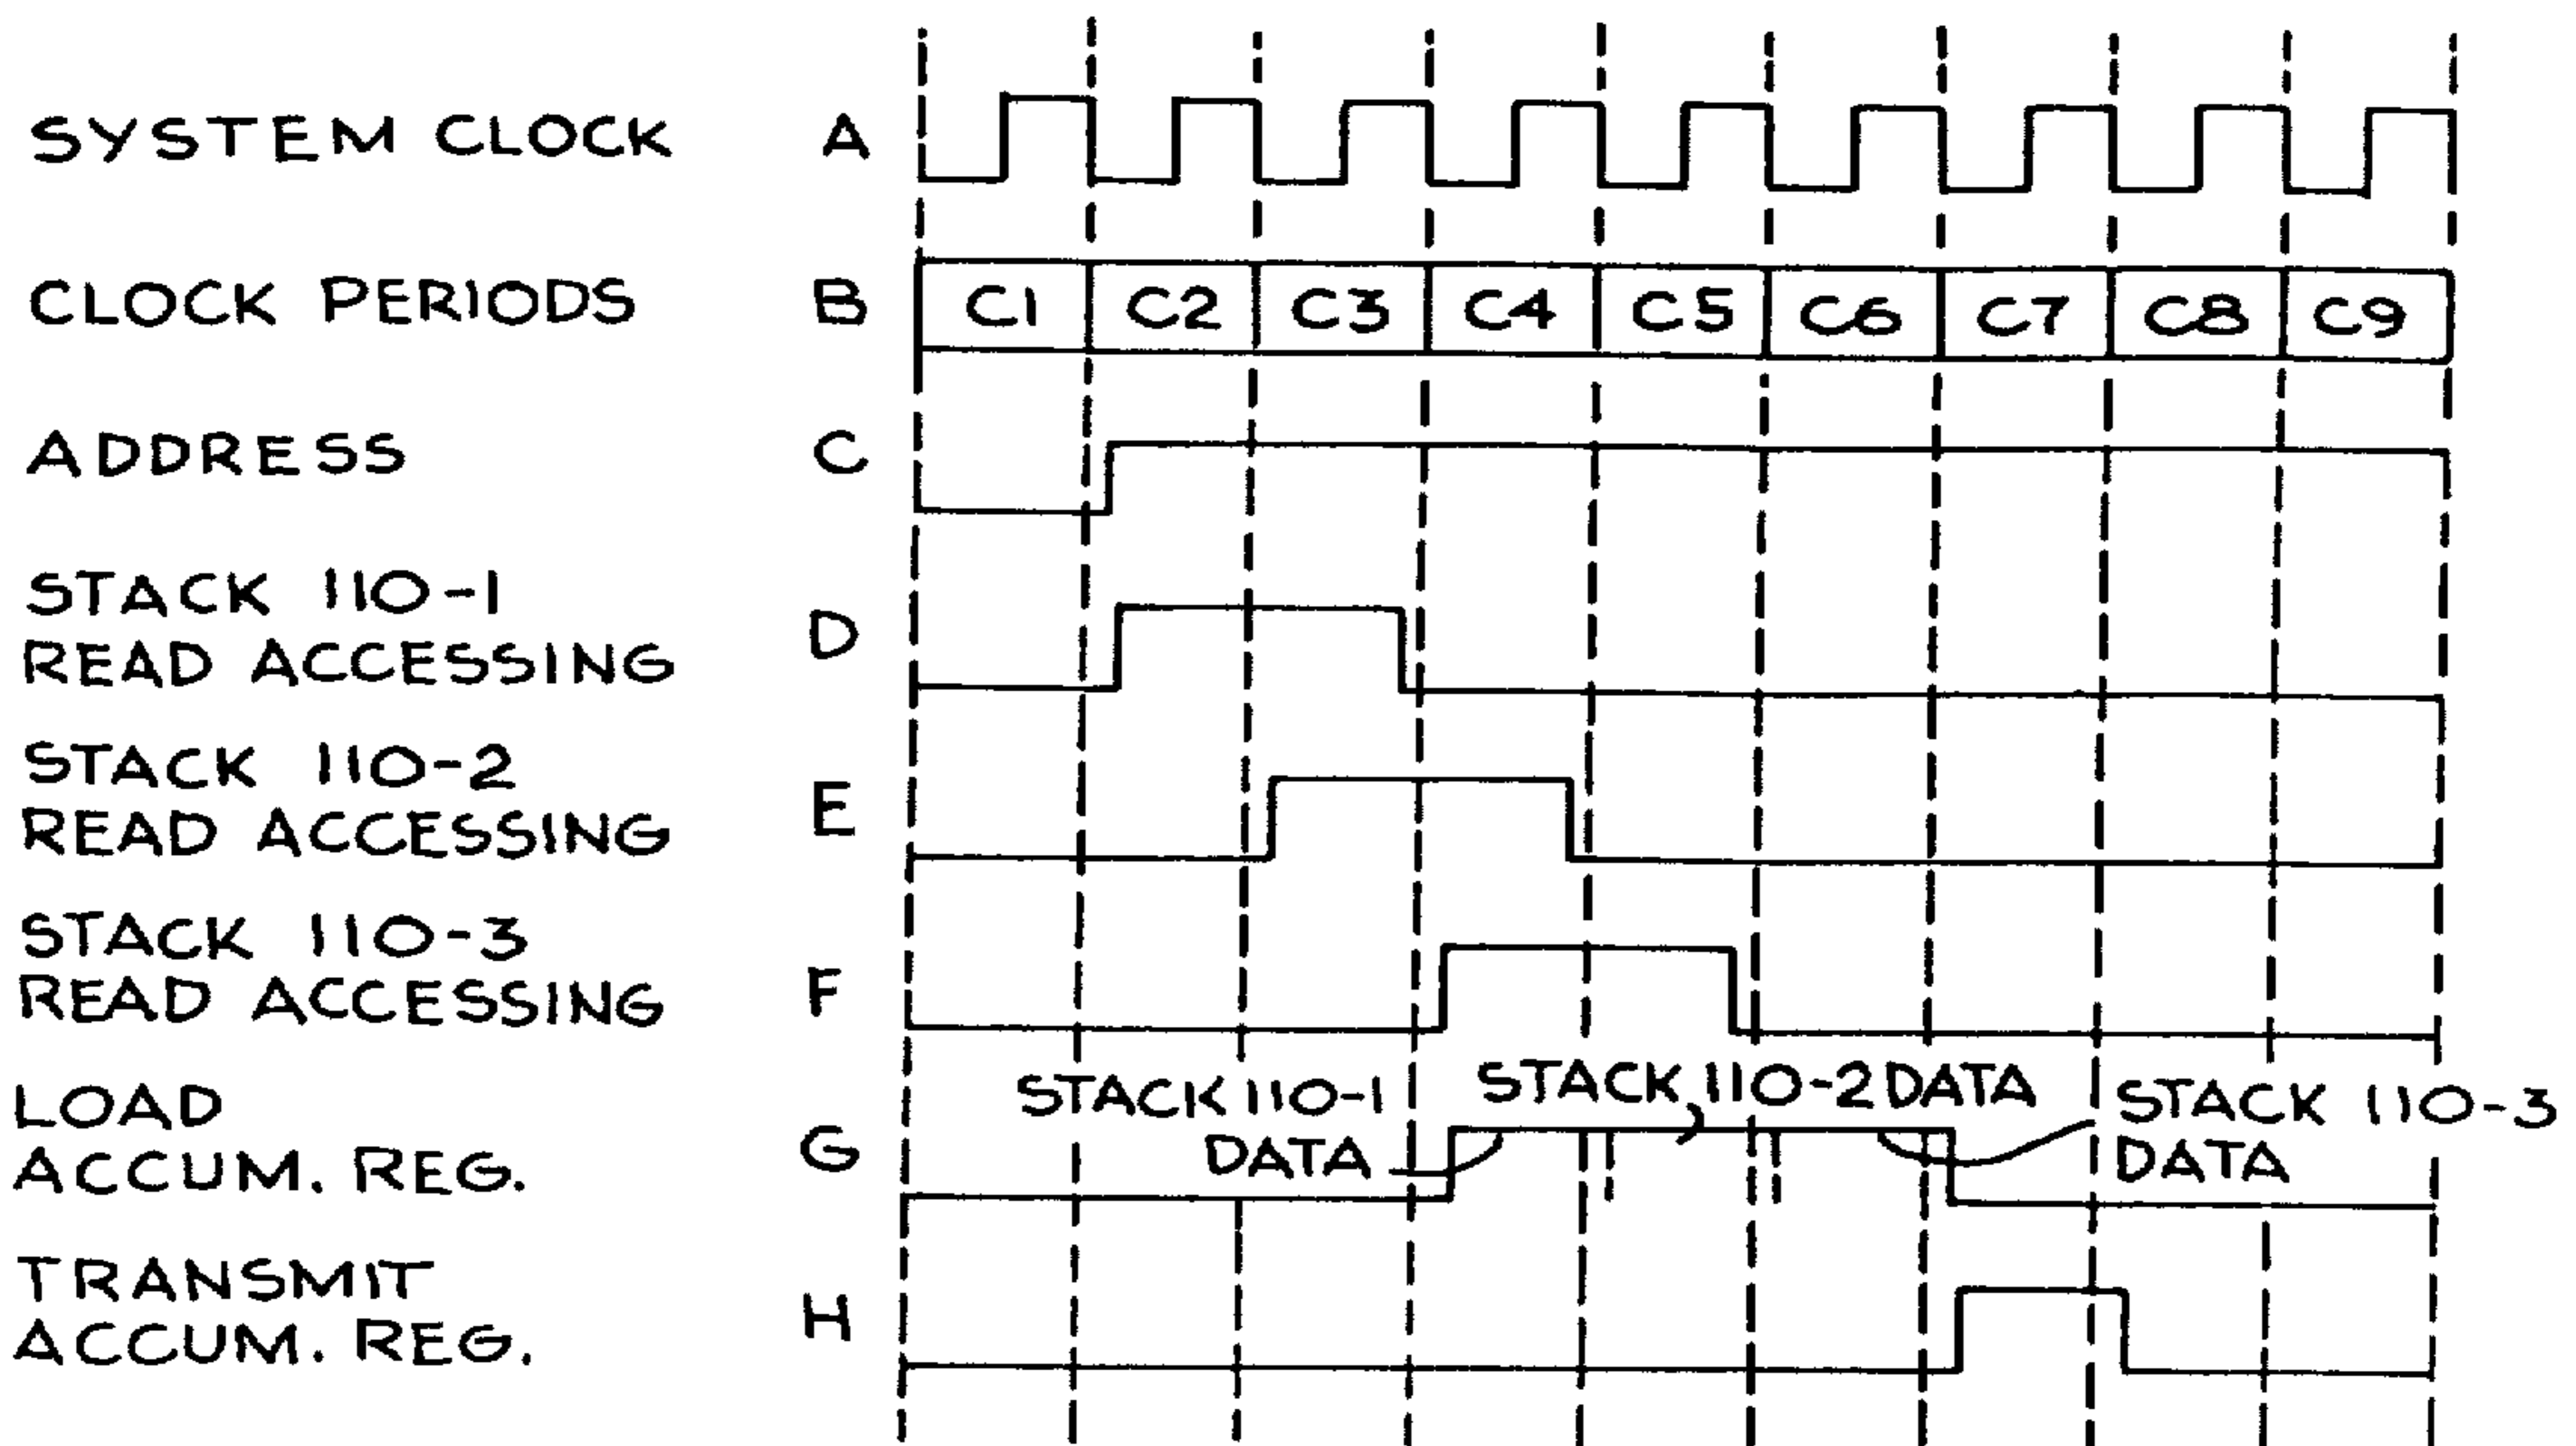 SYSTEM CLOCK A
CLOCK PERIODS B C1 C2 C3 C4 C5 C6 C7 C8 C9
ADDRESS C
STACK 110-1
READ ACCESSING D
STACK 110-2
READ ACCESSING E
STACK 110-3
READ ACCESSING F
LOAD
ACCUM. REG. G
STACK 110-1
DATA
STACK 110-2 DATA
STACK 110-3
DATA
TRANSMIT
ACCUM. REG. H